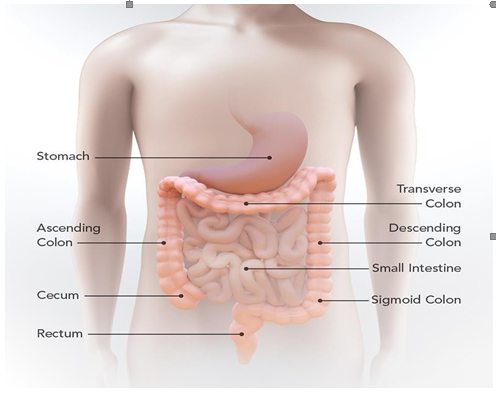 Stomach
Transverse
Colon
Ascending
Colon
Descending
Colon
Small Intestine
Cecum
Sigmoid Colon
Rectum